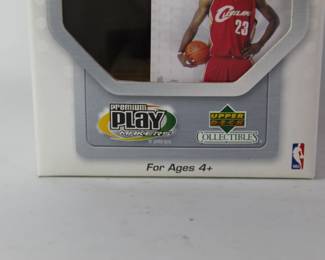 CAVALIERS
23
premium
PLAY
MAKERS
UPPER
DECK
COLLECTIBLES
For Ages 4+